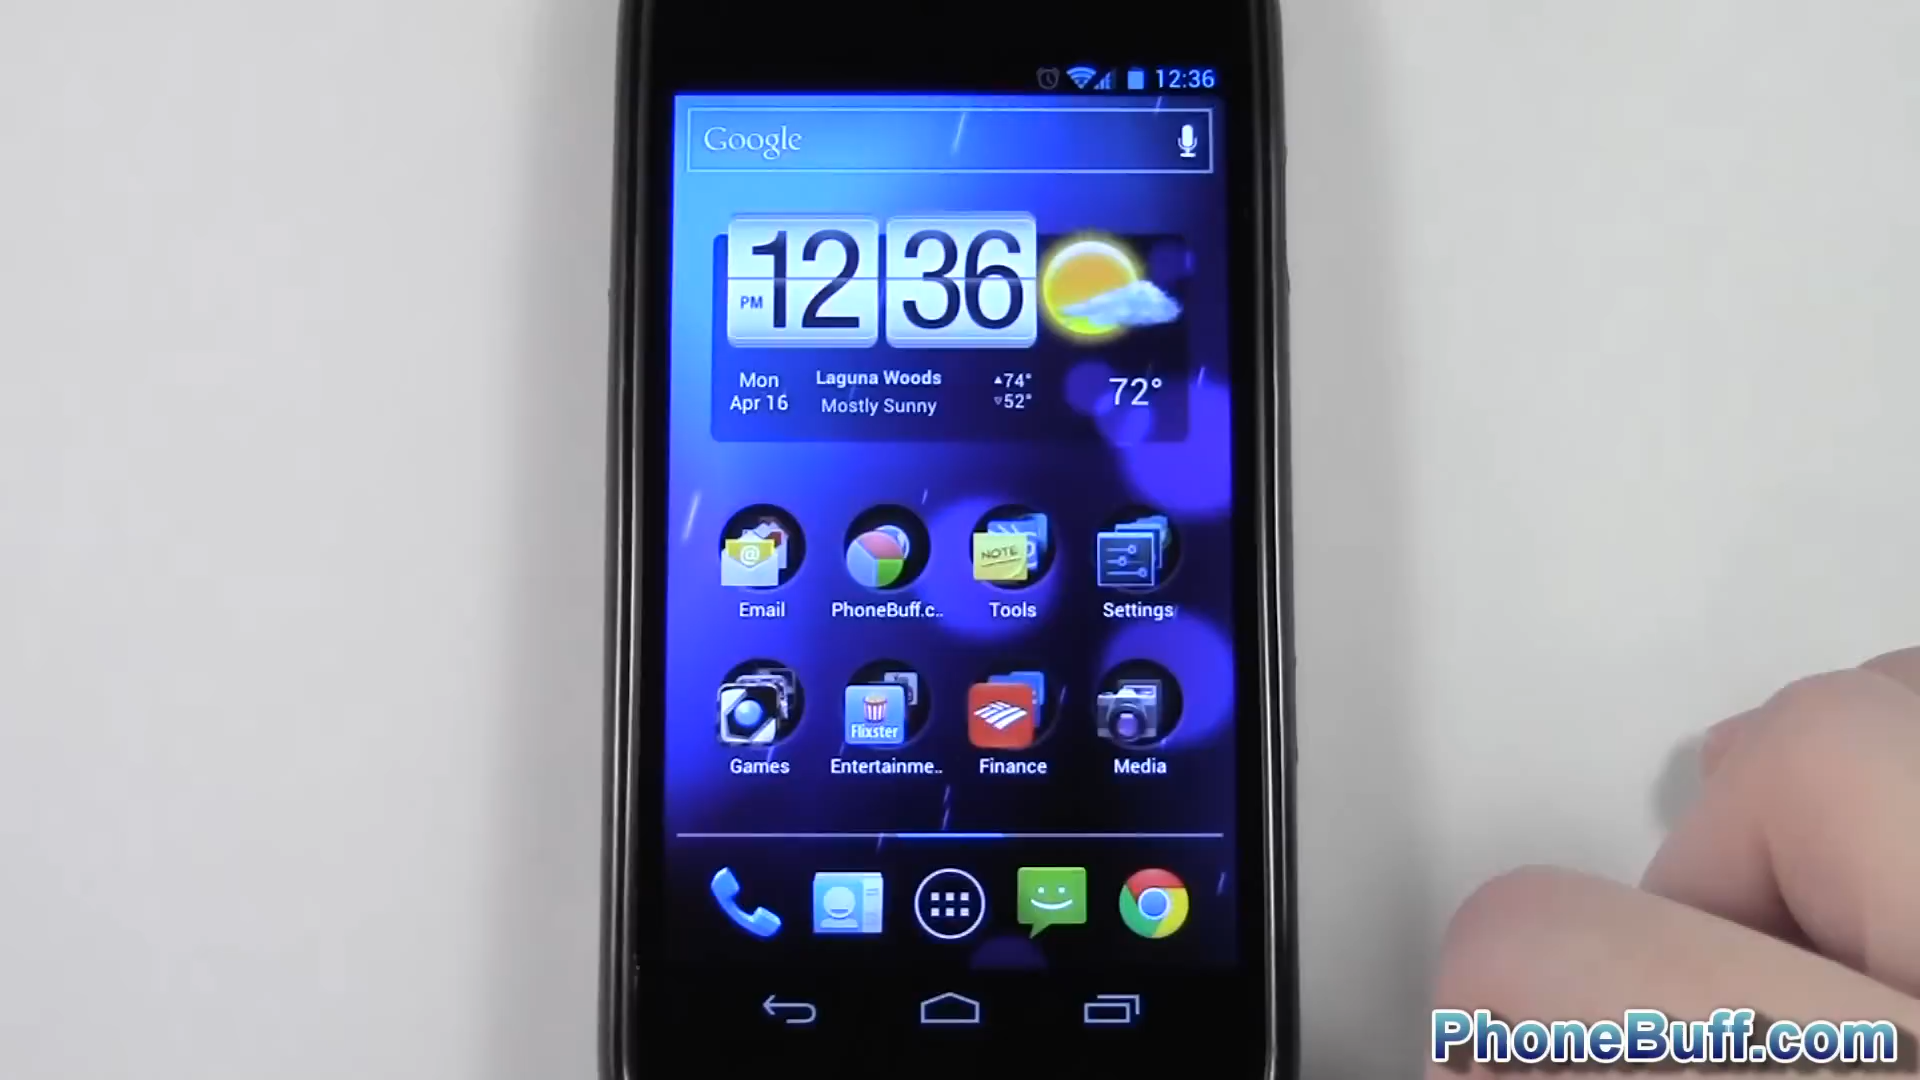 12:36
Google
PM 12 36
Mon Laguna Woods ▲74° 72°
Apr 16 Mostly Sunny ▽52°
@ NOTE
Email PhoneBuff.c.. Tools Settings
Flixster
Games Entertainme.. Finance Media
PhoneBuff.com